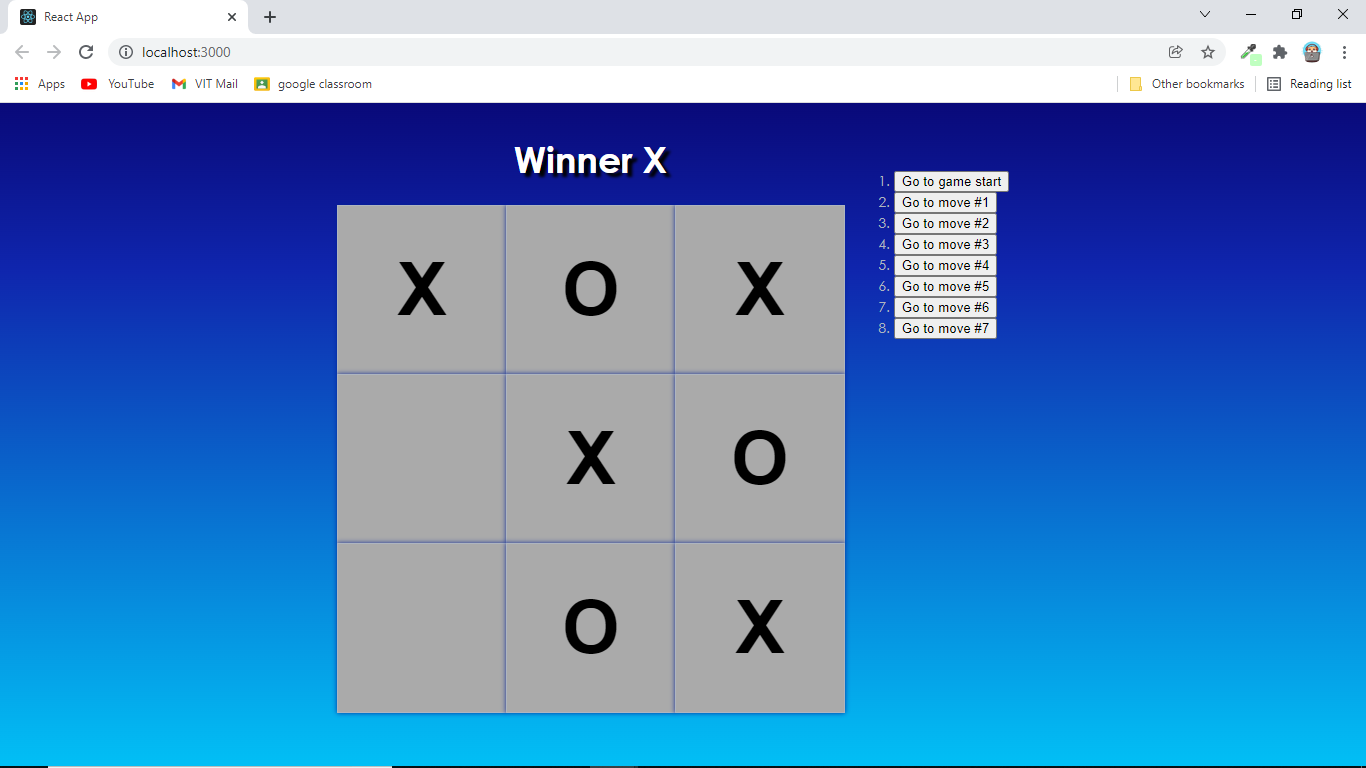 React App
localhost:3000
Apps YouTube VIT Mail google classroom Other bookmarks Reading list
Winner X
1. Go to game start
2. Go to move #1
3. Go to move #2
4. Go to move #3
5. Go to move #4
6. Go to move #5
7. Go to move #6
8. Go to move #7
X O X
X O
O X